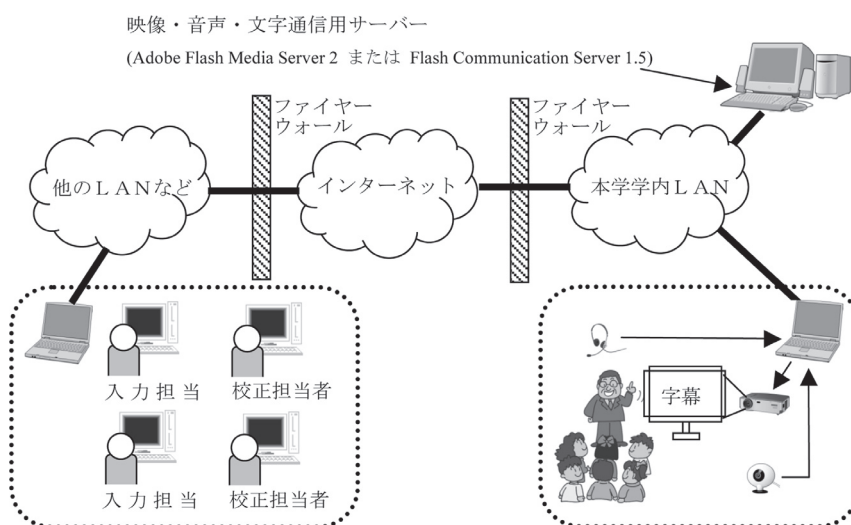 映像・音声・文字通信用サーバー
(Adobe Flash Media Server 2 または Flash Communication Server 1.5)
ファイヤー
ウォール
ファイヤー
ウォール
他のLANなど
インターネット
本学学内LAN
入力担当
校正担当者
字幕
入力担当
校正担当者